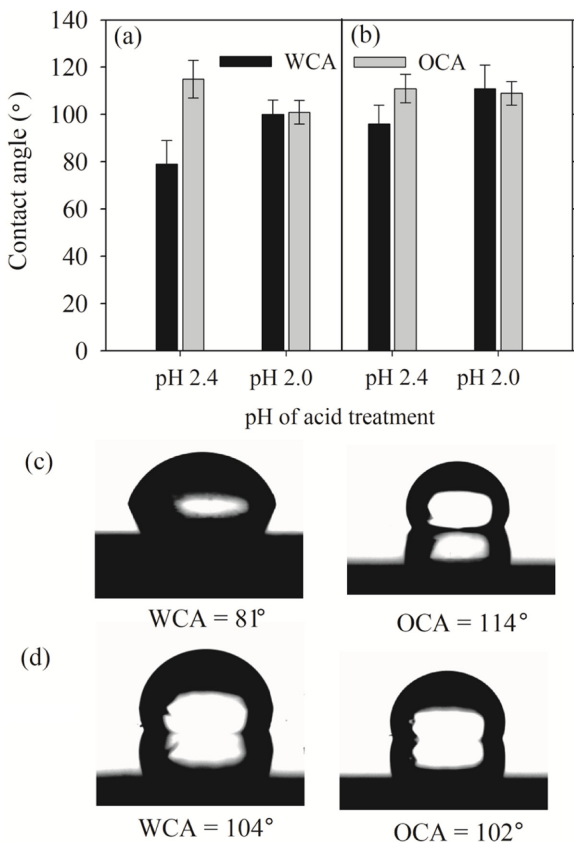 (a) (b)
WCA OCA
140
120
100
80
60
40
20
0
Contact angle (°)
pH 2.4 pH 2.0 pH 2.4 pH 2.0
pH of acid treatment
(c)
WCA = 81° OCA = 114°
(d)
WCA = 104° OCA = 102°